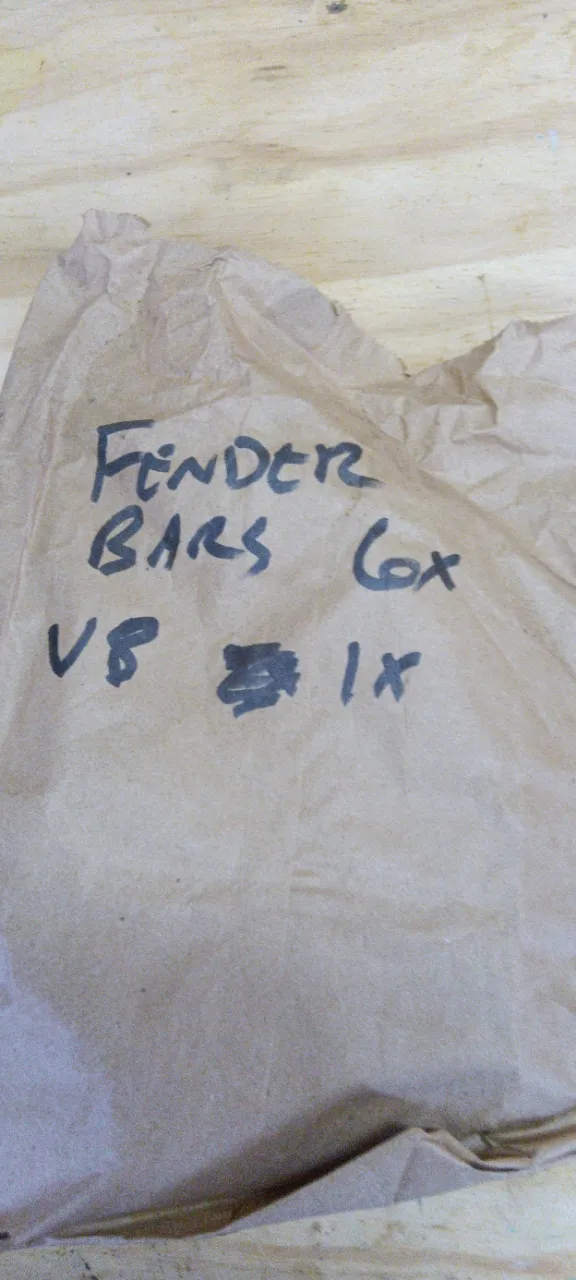 FENDER
BARS 6x
V8 1x